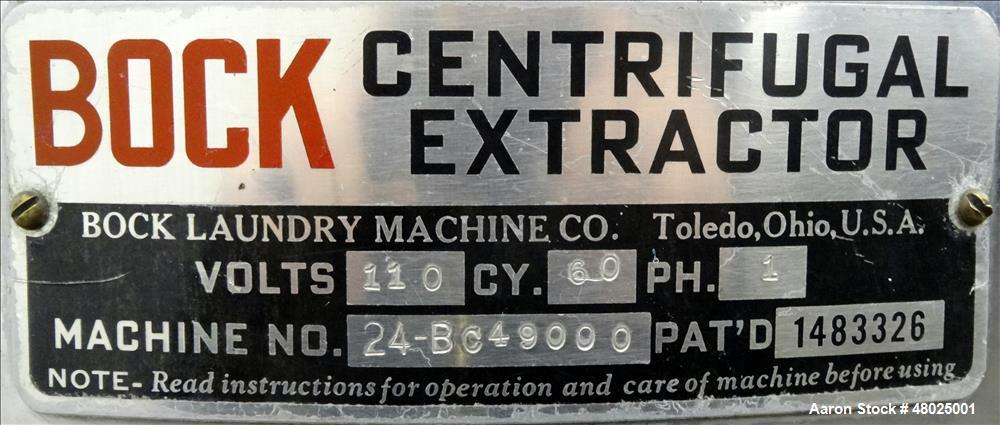 BOCK CENTRIFUGAL EXTRACTOR
BOCK LAUNDRY MACHINE CO. Toledo, Ohio, U.S.A.
VOLTS 110 CY. 60 PH. 1
MACHINE NO. 24-BC49000 PAT'D 1483326
NOTE- Read instructions for operation and care of machine before using
Aaron Stock # 48025001